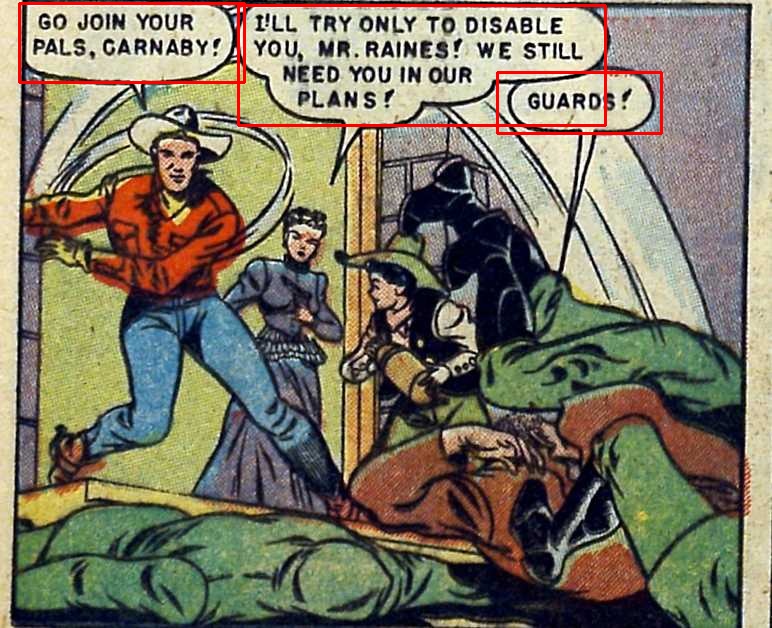 GO JOIN YOUR
PALS, CARNABY!
I'LL TRY ONLY TO DISABLE
YOU, MR. RAINES! WE STILL
NEED YOU IN OUR
PLANS!
GUARDS!